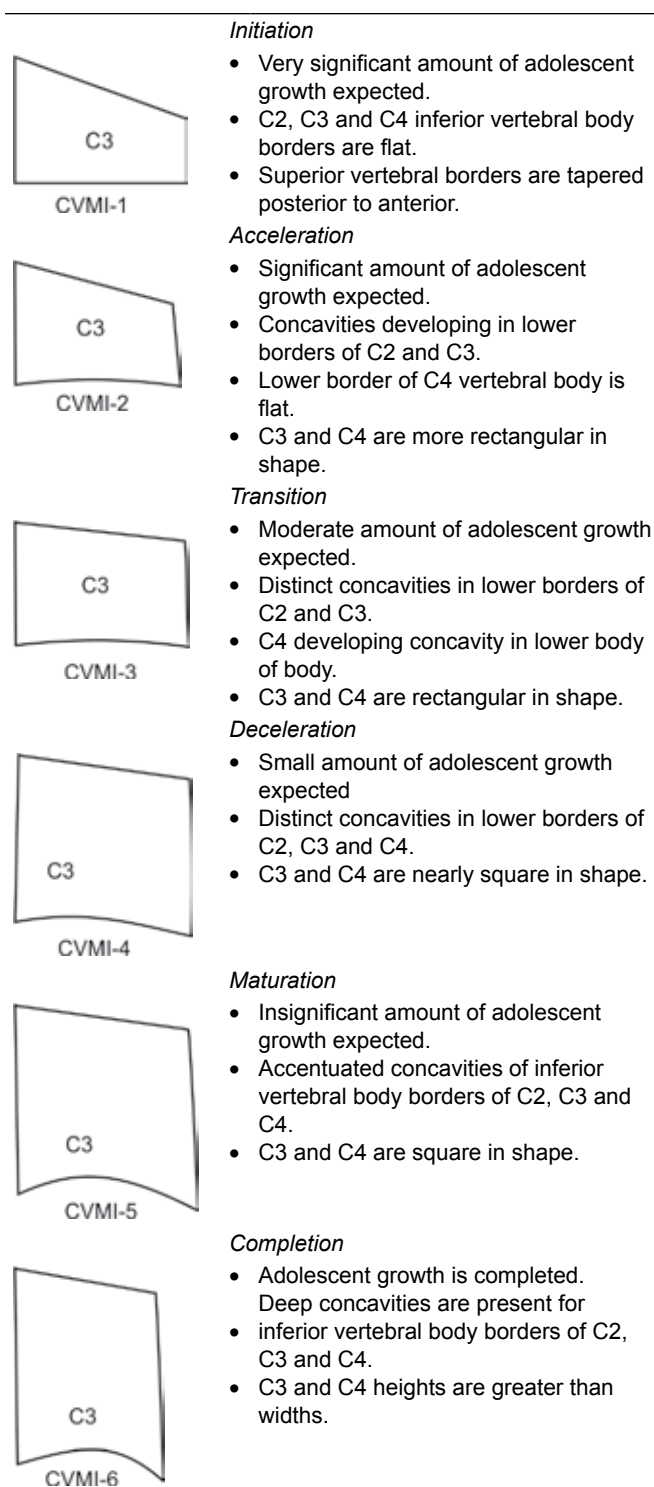 Initiation
• Very significant amount of adolescent
growth expected.
• C2, C3 and C4 inferior vertebral body
borders are flat.
• Superior vertebral borders are tapered
posterior to anterior.
C3
CVMI-1
Acceleration
• Significant amount of adolescent
growth expected.
• Concavities developing in lower
borders of C2 and C3.
• Lower border of C4 vertebral body is
flat.
• C3 and C4 are more rectangular in
shape.
C3
CVMI-2
Transition
• Moderate amount of adolescent growth
expected.
• Distinct concavities in lower borders of
C2 and C3.
• C4 developing concavity in lower body
of body.
• C3 and C4 are rectangular in shape.
C3
CVMI-3
Deceleration
• Small amount of adolescent growth
expected
• Distinct concavities in lower borders of
C2, C3 and C4.
• C3 and C4 are nearly square in shape.
C3
CVMI-4
Maturation
• Insignificant amount of adolescent
growth expected.
• Accentuated concavities of inferior
vertebral body borders of C2, C3 and
C4.
• C3 and C4 are square in shape.
C3
CVMI-5
Completion
• Adolescent growth is completed.
Deep concavities are present for
• inferior vertebral body borders of C2,
C3 and C4.
• C3 and C4 heights are greater than
widths.
C3
CVMI-6